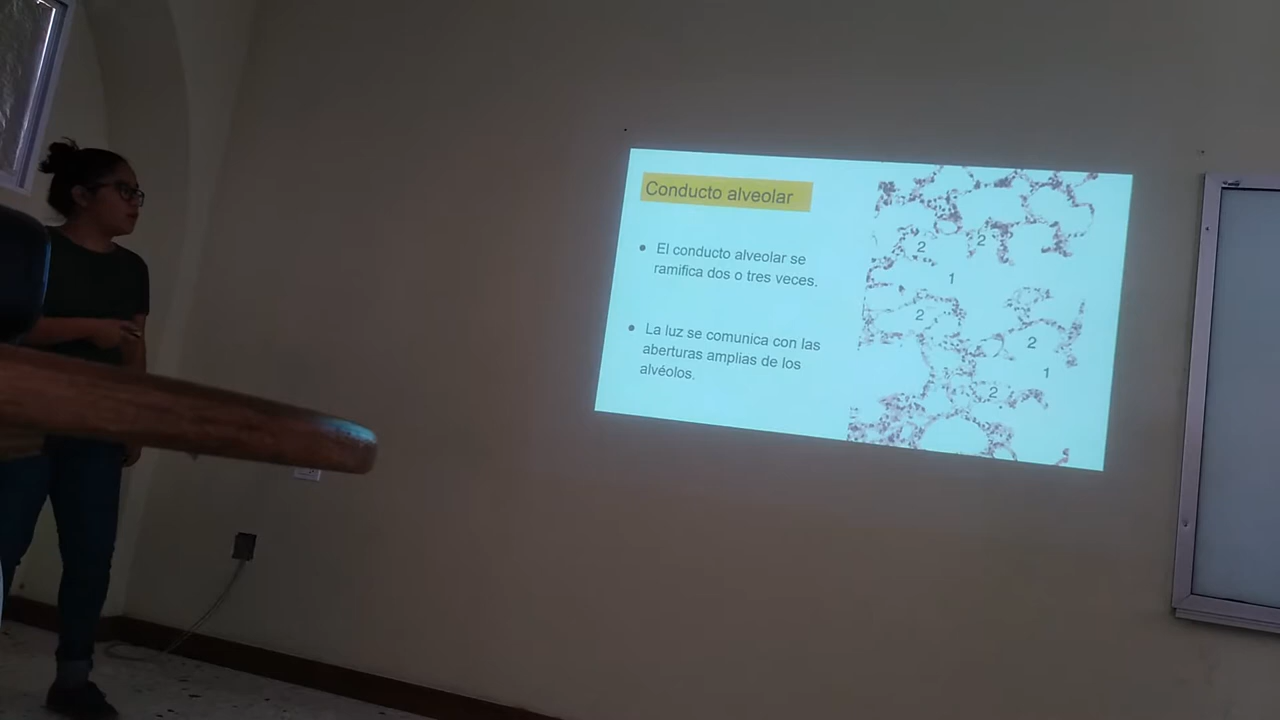 Conducto alveolar
El conducto alveolar se
ramifica dos o tres veces.
La luz se comunica con las
aberturas amplias de los
alvéolos.
2
2
1
2
2
1
2